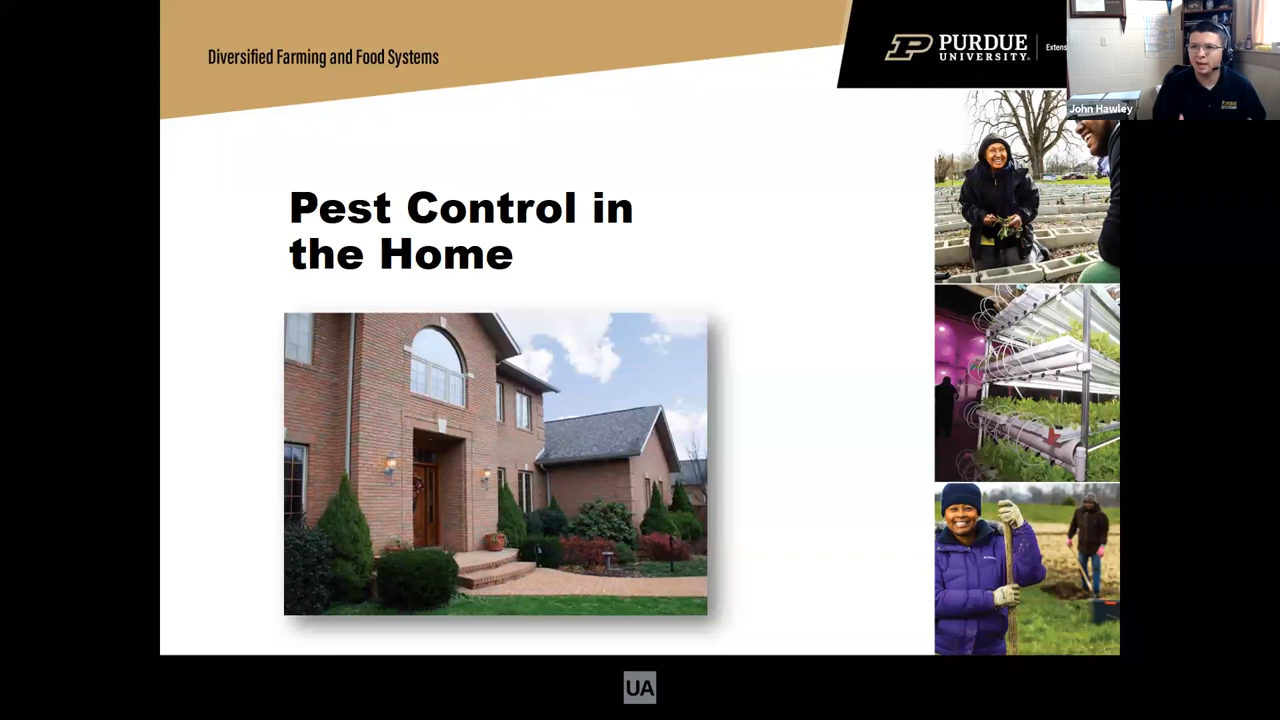 Diversified Farming and Food Systems
PURDUE
UNIVERSITY®
John Hawley
Pest Control in
the Home
UA